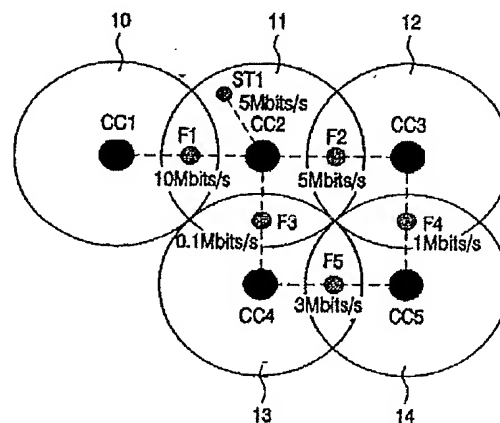 10 11 12
ST1
5Mbits/s
CC1 F1 CC2 F2 CC3
10Mbits/s 5Mbits/s
F3 F4
0.1Mbits/s 1Mbits/s
F5
CC4 3Mbits/s CC5
13 14